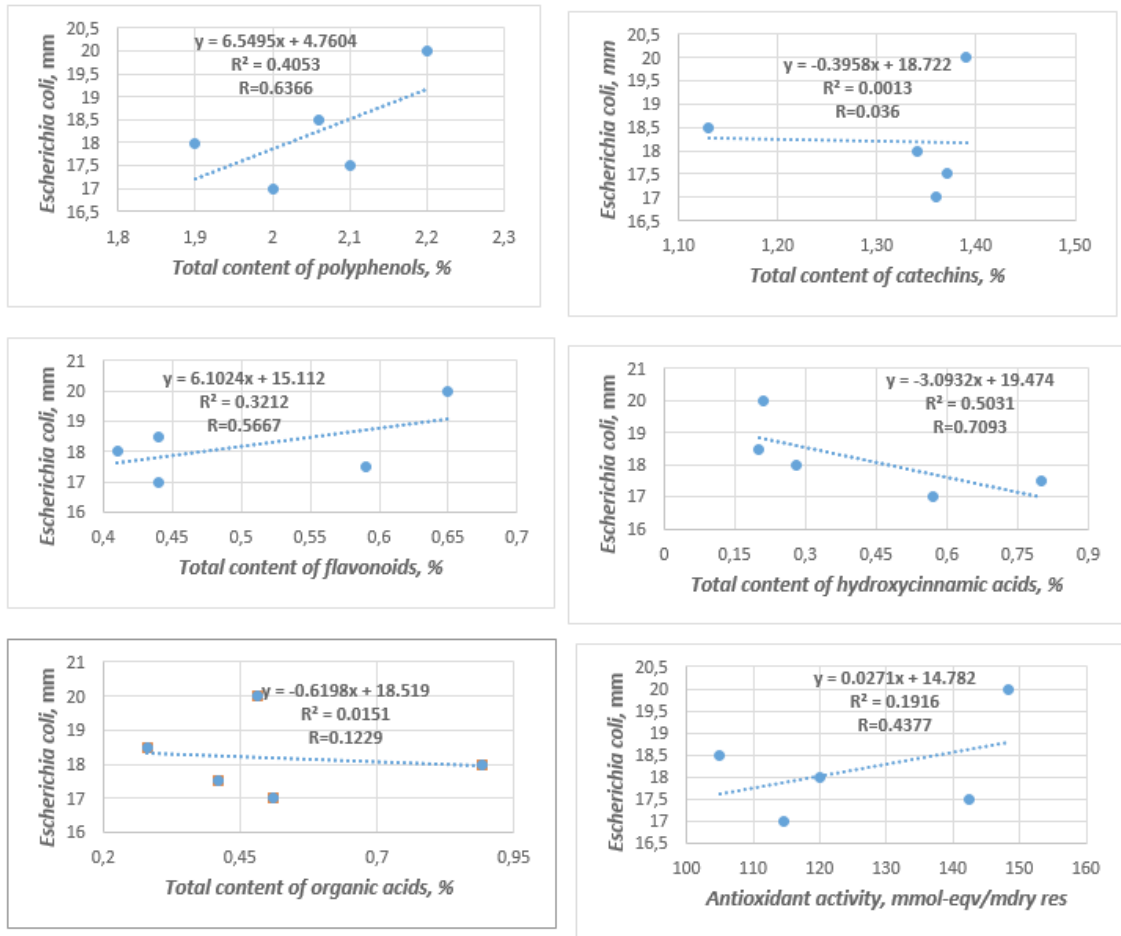 Escherichia coli, mm
20,5
20
19,5
19
18,5
18
17,5
17
16,5
y = 6.5495x + 4.7604
R² = 0.4053
R=0.6366
1,8 1,9 2 2,1 2,2 2,3
Total content of polyphenols, %
Escherichia coli, mm
20,5
20
19,5
19
18,5
18
17,5
17
16,5
y = -0.3958x + 18.722
R² = 0.0013
R=0.036
1,10 1,20 1,30 1,40 1,50
Total content of catechins, %
Escherichia coli, mm
21
20
19
18
17
16
y = 6.1024x + 15.112
R² = 0.3212
R=0.5667
0,4 0,45 0,5 0,55 0,6 0,65 0,7
Total content of flavonoids, %
Escherichia coli, mm
21
20
19
18
17
16
y = -3.0932x + 19.474
R² = 0.5031
R=0.7093
0 0,15 0,3 0,45 0,6 0,75 0,9
Total content of hydroxycinnamic acids, %
Escherichia coli, mm
21
20
19
18
17
16
y = -0.6198x + 18.519
R² = 0.0151
R=0.1229
0,2 0,45 0,7 0,95
Total content of organic acids, %
Escherichia coli, mm
20,5
20
19,5
19
18,5
18
17,5
17
16,5
y = 0.0271x + 14.782
R² = 0.1916
R=0.4377
100 110 120 130 140 150 160
Antioxidant activity, mmol-eqv/mdry res